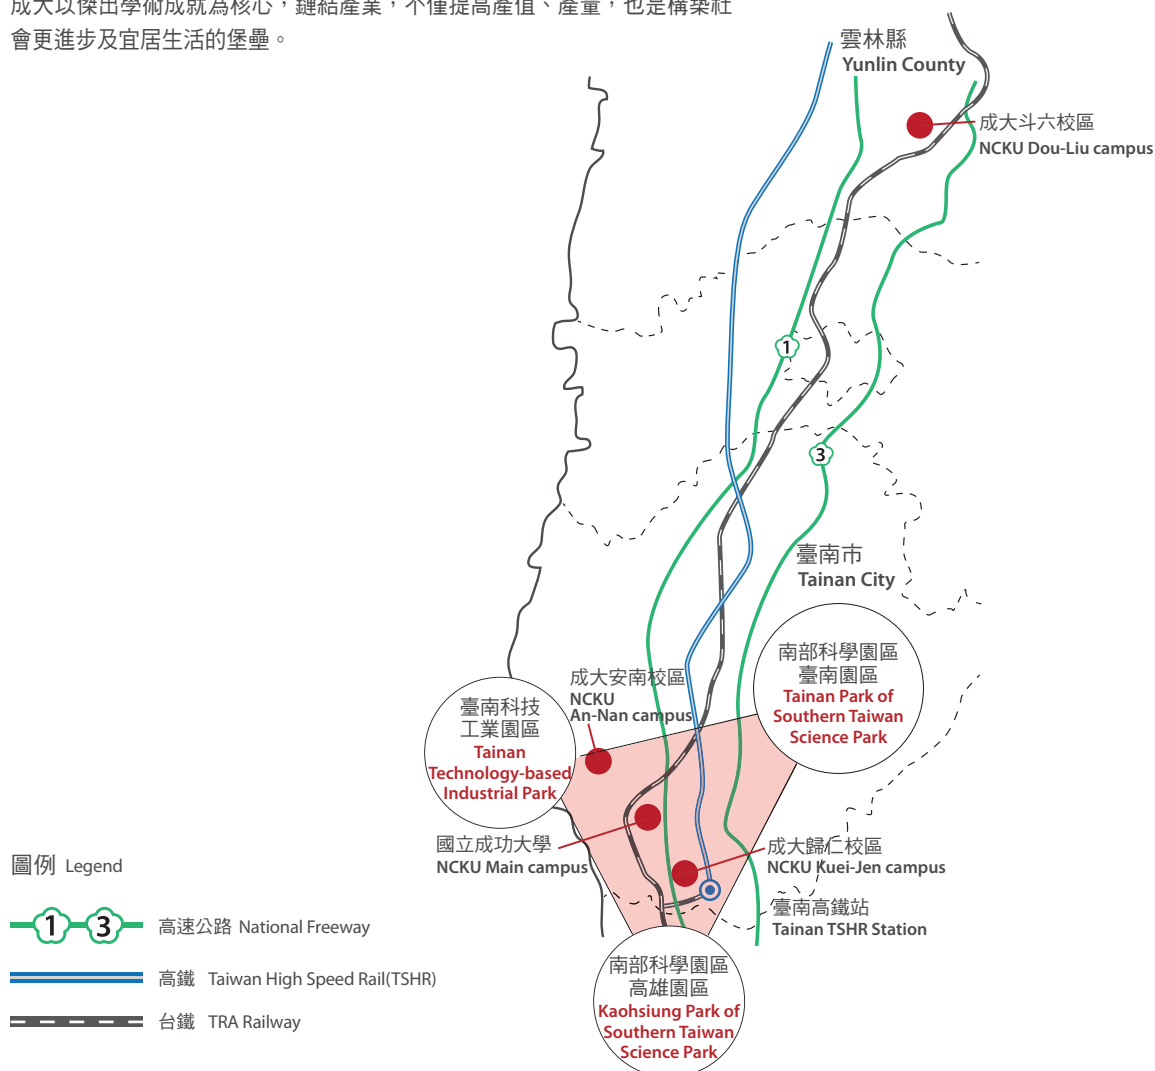 成大以傑出學術成就為核心，鏈結產業，不僅提高產值、產量，也是構築社
會更進步及宜居生活的堡壘。
雲林縣
Yunlin County
成大斗六校區
NCKU Dou-Liu campus
1
3
臺南市
Tainan City
南部科學園區
臺南園區
Tainan Park of
Southern Taiwan
Science Park
成大安南校區
NCKU
An-Nan campus
臺南科技
工業園區
Tainan
Technology-based
Industrial Park
國立成功大學
NCKU Main campus
成大歸仁校區
NCKU Kuei-Jen campus
臺南高鐵站
Tainan TSHR Station
南部科學園區
高雄園區
Kaohsiung Park of
Southern Taiwan
Science Park
圖例 Legend
1 3 高速公路 National Freeway
高鐵 Taiwan High Speed Rail(TSHR)
台鐵 TRA Railway